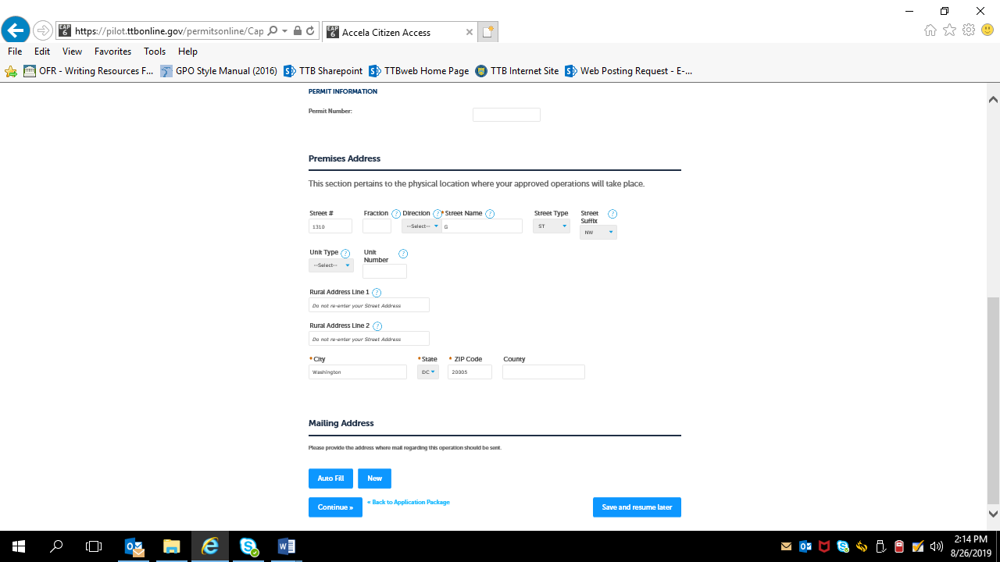 https://pilot.ttbonline.gov/permitsonline/Cap
Accela Citizen Access
File Edit View Favorites Tools Help
OFR - Writing Resources F... GPO Style Manual (2016) TTB Sharepoint TTBweb Home Page TTB Internet Site Web Posting Request - E-...
PERMIT INFORMATION
Permit Number:
Premises Address
This section pertains to the physical location where your approved operations will take place.
Street # Fraction ? Direction ? * Street Name ? Street Type Street Suffix ?
1310 --Select-- G ST NW
Unit Type ? Unit Number ?
--Select--
Rural Address Line 1 ?
Do not re-enter your Street Address
Rural Address Line 2 ?
Do not re-enter your Street Address
* City * State * ZIP Code County
Washington DC 20005
Mailing Address
Please provide the address where mail regarding this operation should be sent.
Auto Fill New
Continue » « Back to Application Package Save and resume later
2:14 PM
8/26/2019